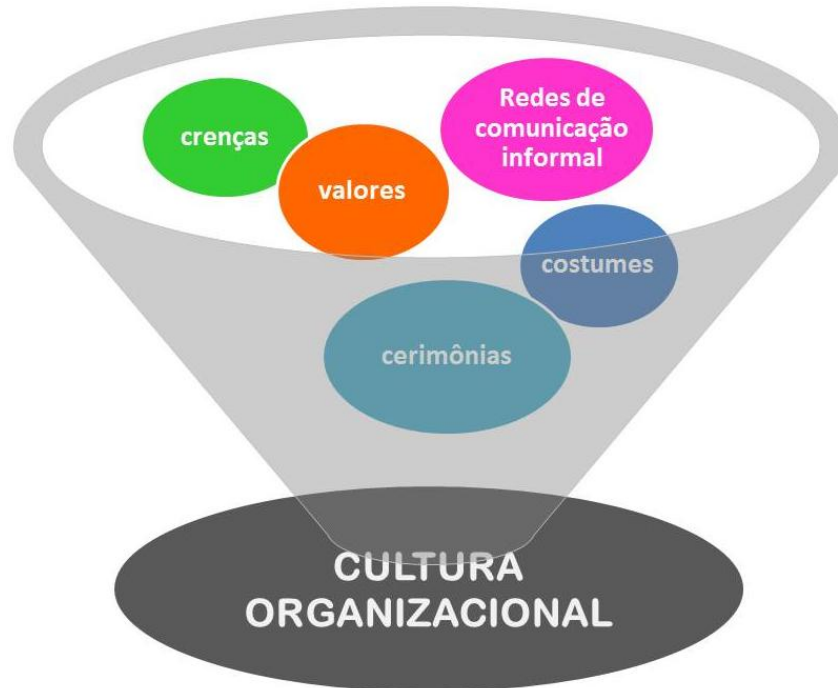 crenças
valores
Redes de
comunicação
informal
costumes
cerimônias
CULTURA
ORGANIZACIONAL